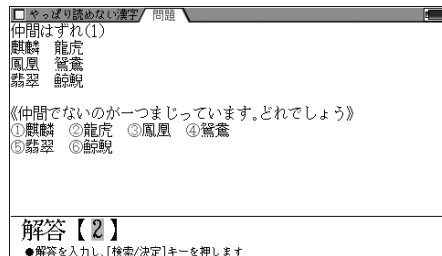 やっぱり読めない漢字 問題
仲間はずれ(1)
麒麟 龍虎
鳳凰 鴛鴦
翡翠 鯨鯢
《仲間でないのが一つまじっています。どれでしょう》
①麒麟 ②龍虎 ③鳳凰 ④鴛鴦
⑤翡翠 ⑥鯨鯢
解答【2】
●解答を入力し、[検索/決定]キーを押します